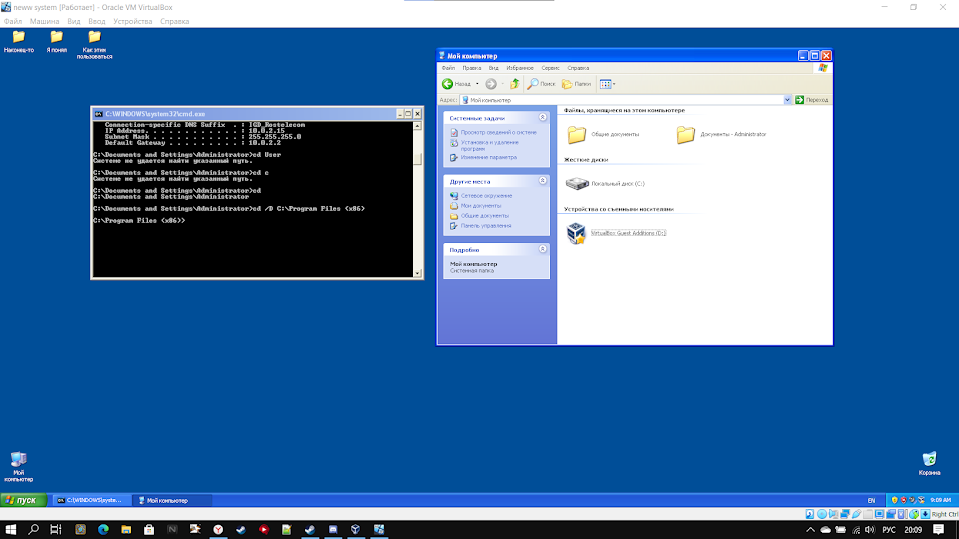 neww system [Работает] - Oracle VM VirtualBox
Файл Машина Вид Ввод Устройства Справка
Наконец-то
Я понял
Как этим пользоваться
C:\WINDOWS\system32\cmd.exe
Connection-specific DNS Suffix . : IGD_Rostelecom
IP Address. . . . . . . . . . . . : 10.0.2.15
Subnet Mask . . . . . . . . . . . : 255.255.255.0
Default Gateway . . . . . . . . . : 10.0.2.2
C:\Documents and Settings\Administrator>cd User
Системе не удается найти указанный путь.
C:\Documents and Settings\Administrator>cd c
Системе не удается найти указанный путь.
C:\Documents and Settings\Administrator>cd
C:\Documents and Settings\Administrator
C:\Documents and Settings\Administrator>cd /D C:\Program Files (x86)
C:\Program Files (x86)>
Мой компьютер
Файл Правка Вид Избранное Сервис Справка
Назад Поиск Папки
Адрес: Мой компьютер Переход
Системные задачи
Просмотр сведений о системе
Установка и удаление программ
Изменение параметра
Другие места
Сетевое окружение
Мои документы
Общие документы
Панель управления
Подробно
Мой компьютер
Системная папка
Файлы, хранящиеся на этом компьютере
Общие документы
Документы - Administrator
Жесткие диски
Локальный диск (C:)
Устройства со съемными носителями
VirtualBox Guest Additions (D:)
Мой компьютер
Корзина
пуск
C:\WINDOWS\syste...
Мой компьютер
EN
9:09 AM
Right Ctrl
РУС
20:09